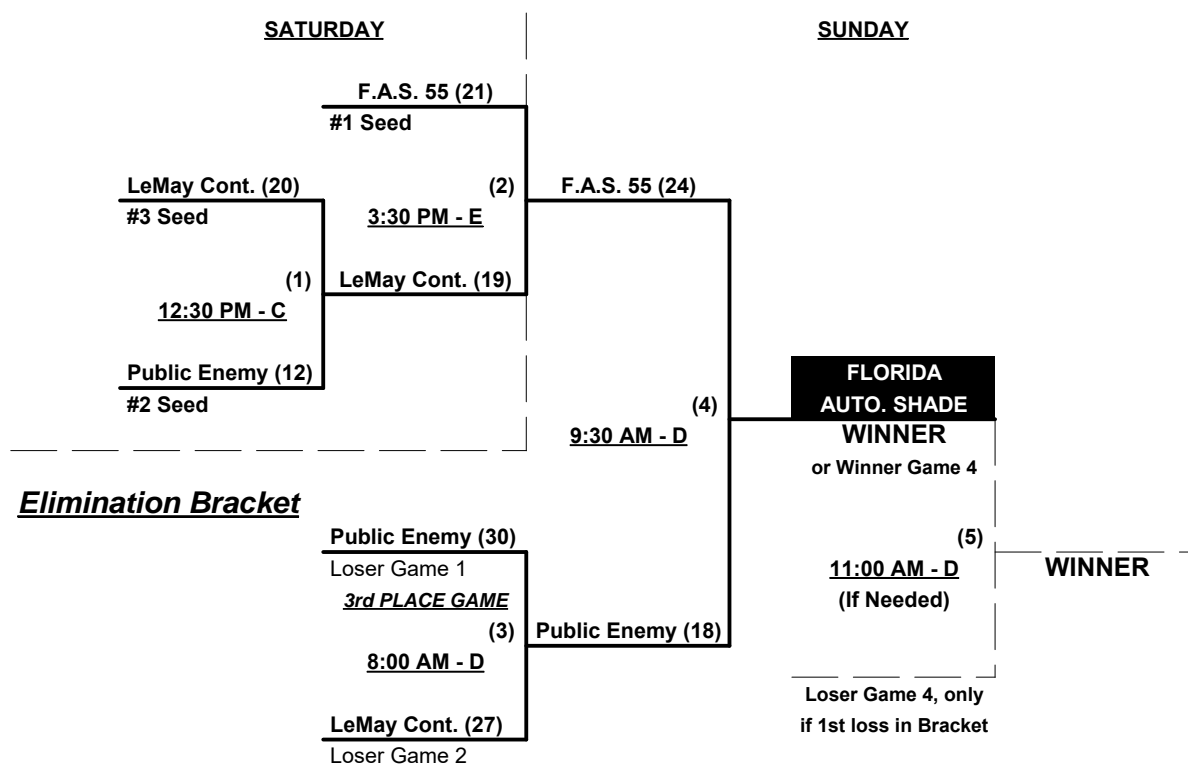 SATURDAY
SUNDAY
F.A.S. 55 (21)
#1 Seed
LeMay Cont. (20)
#3 Seed
(2)
3:30 PM - E
F.A.S. 55 (24)
(1)
12:30 PM - C
LeMay Cont. (19)
Public Enemy (12)
#2 Seed
(4)
9:30 AM - D
FLORIDA
AUTO. SHADE
WINNER
or Winner Game 4
Elimination Bracket
Public Enemy (30)
Loser Game 1
3rd PLACE GAME
(3)
8:00 AM - D
Public Enemy (18)
(5)
11:00 AM - D
(If Needed)
WINNER
LeMay Cont. (27)
Loser Game 2
Loser Game 4, only
if 1st loss in Bracket